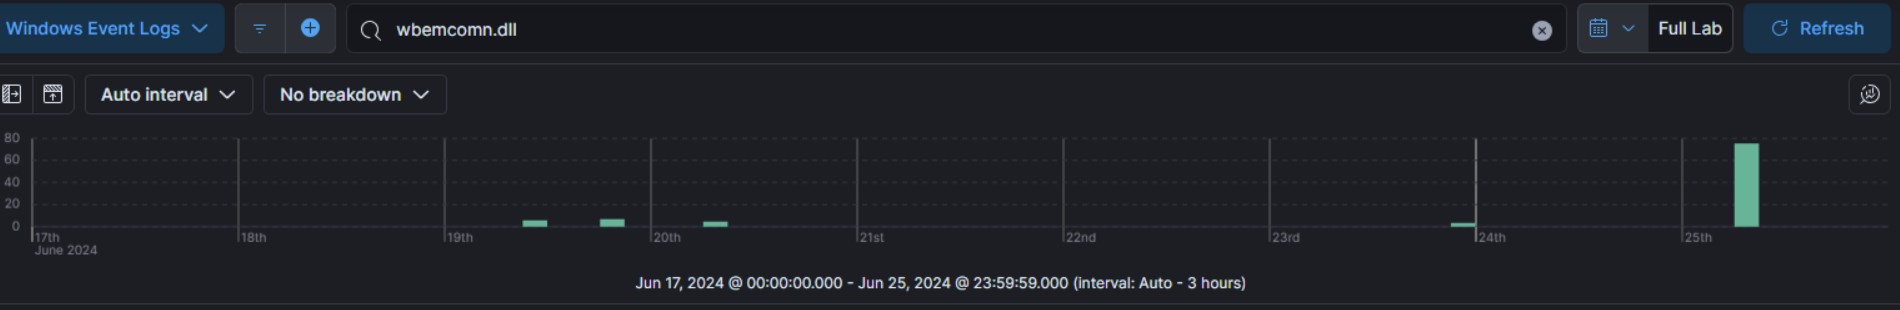 Windows Event Logs
wbemcomn.dll
Full Lab
Refresh
Auto interval
No breakdown
80
60
40
20
0
17th
18th
19th
20th
21st
22nd
23rd
24th
25th
June 2024
Jun 17, 2024 @ 00:00:00.000 - Jun 25, 2024 @ 23:59:59.000 (interval: Auto - 3 hours)